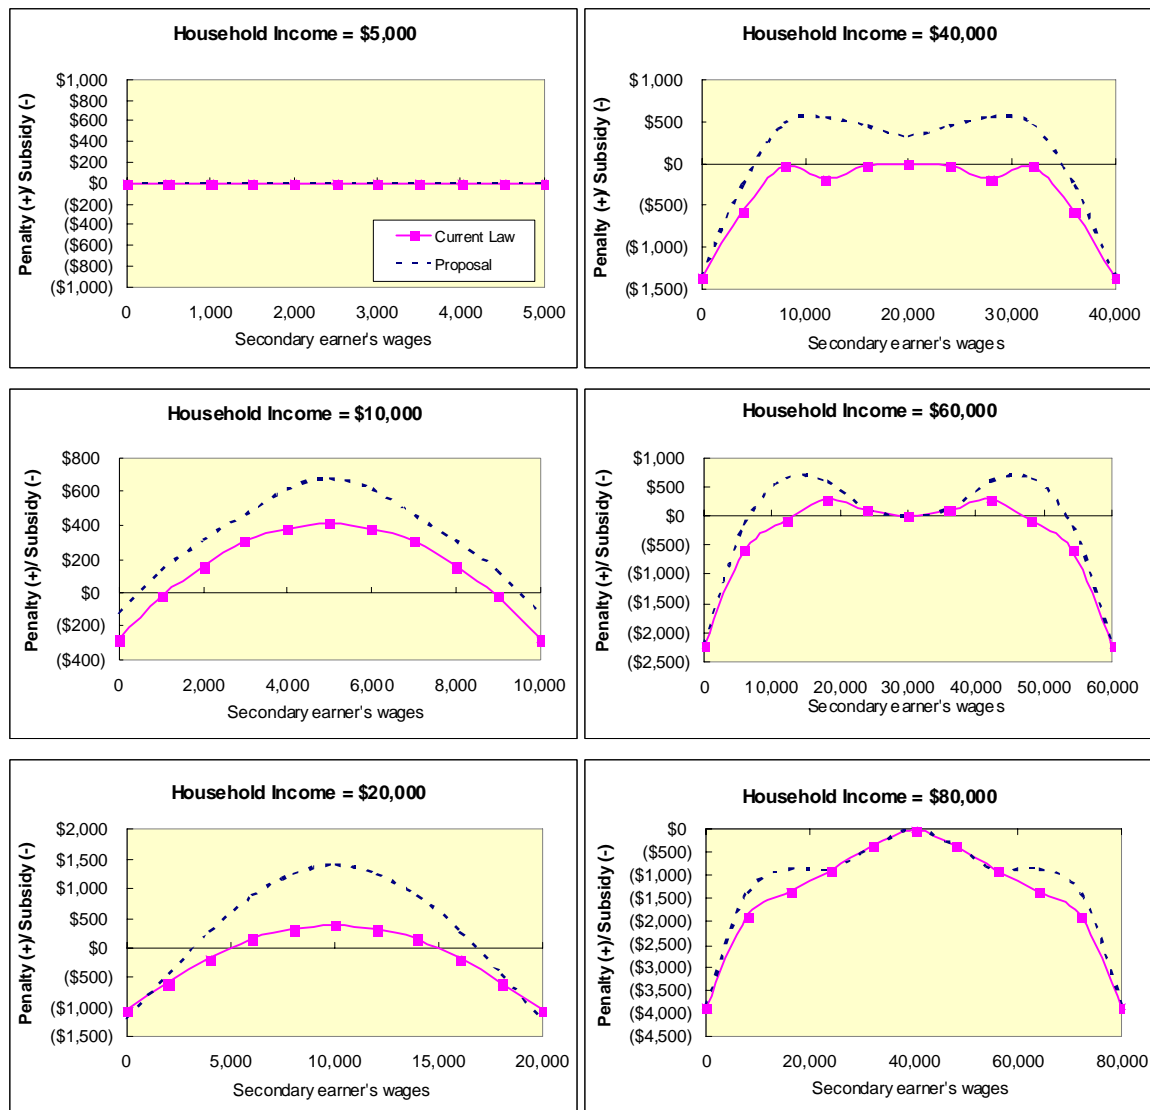 Household Income = $5,000
Penalty (+)/ Subsidy (-)
$1,000
$800
$600
$400
$200
$0
($200)
($400)
($600)
($800)
($1,000)
Current Law
Proposal
0 1,000 2,000 3,000 4,000 5,000
Secondary earner's wages
Household Income = $40,000
Penalty (+)/ Subsidy (-)
$1,000
$500
$0
($500)
($1,000)
($ 1,500)
0 10,000 20,000 30,000 40,000
Secondary earner's wages
Household Income = $10,000
Penalty (+)/ Subsidy (-)
$800
$600
$400
$200
$0
($200)
($400)
0 2,000 4,000 6,000 8,000 10,000
Secondary earner's wages
Household Income = $60,000
Penalty (+)/ Subsidy (-)
$1,000
$500
$0
($500)
($1,000)
($1,500)
($2,000)
($2,500)
0 10,000 20,000 30,000 40,000 50,000 60,000
Secondary earner's wages
Household Income = $20,000
Penalty (+)/ Subsidy (-)
$2,000
$1,500
$1,000
$500
$0
($500)
($1,000)
($1,500)
0 5,000 10,000 15,000 20,000
Secondary earner's wages
Household Income = $80,000
Penalty (+)/ Subsidy (-)
$0
($500)
($1,000)
($1,500)
($2,000)
($2,500)
($3,000)
($3,500)
($4,000)
($4,500)
0 20,000 40,000 60,000 80,000
Secondary earner's wages